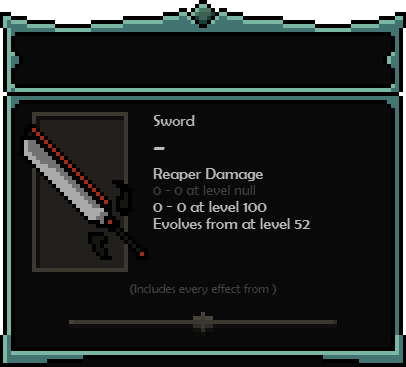 Sword
–
Reaper Damage
0 - 0 at level null
0 - 0 at level 100
Evolves from at level 52
(Includes every effect from )